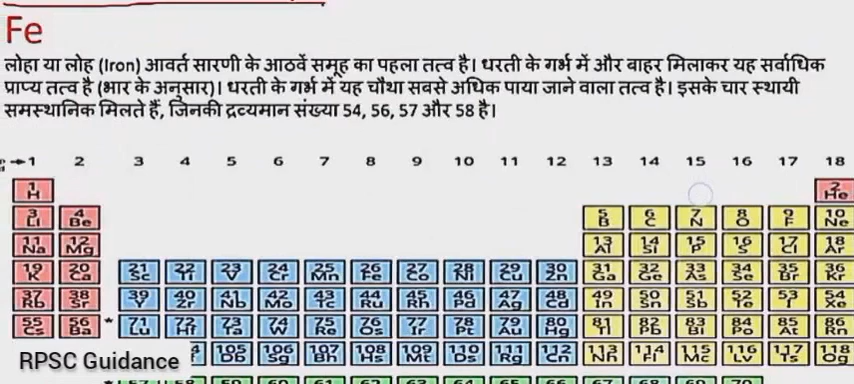 Fe
लोहा या लोह (Iron) आवर्त सारणी के आठवें समूह का पहला तत्व है। धरती के गर्भ में और बाहर मिलाकर यह सर्वाधिक
प्राप्य तत्व है (भार के अनुसार)। धरती के गर्भ में यह चौथा सबसे अधिक पाया जाने वाला तत्व है। इसके चार स्थायी
समस्थानिक मिलते हैं, जिनकी द्रव्यमान संख्या 54, 56, 57 और 58 है।
1 2 3 4 5 6 7 8 9 10 11 12 13 14 15 16 17 18
1 2
H He
3 4 5 6 7 8 9 10
Li Be B C N O F Ne
11 12 13 14 15 16 17 18
Na Mg Al Si P S Cl Ar
19 20 21 22 23 24 25 26 27 28 29 30 31 32 33 34 35 36
K Ca Sc Ti V Cr Mn Fe Co Ni Cu Zn Ga Ge As Se Br Kr
37 38 39 40 41 42 43 44 45 46 47 48 49 50 51 52 53 54
Rb Sr Y Zr Nb Mo Tc Ru Rh Pd Ag Cd In Sn Sb Te I Xe
55 56 * 71 72 73 74 75 76 77 78 79 80 81 82 83 84 85 86
Cs Ba Lu Hf Ta W Re Os Ir Pt Au Hg Tl Pb Bi Po At Rn
105 106 107 108 109 110 111 112 113 114 115 116 117 118
Db Sg Bh Hs Mt Ds Rg Cn Nh Fl Mc Lv Ts Og
RPSC Guidance